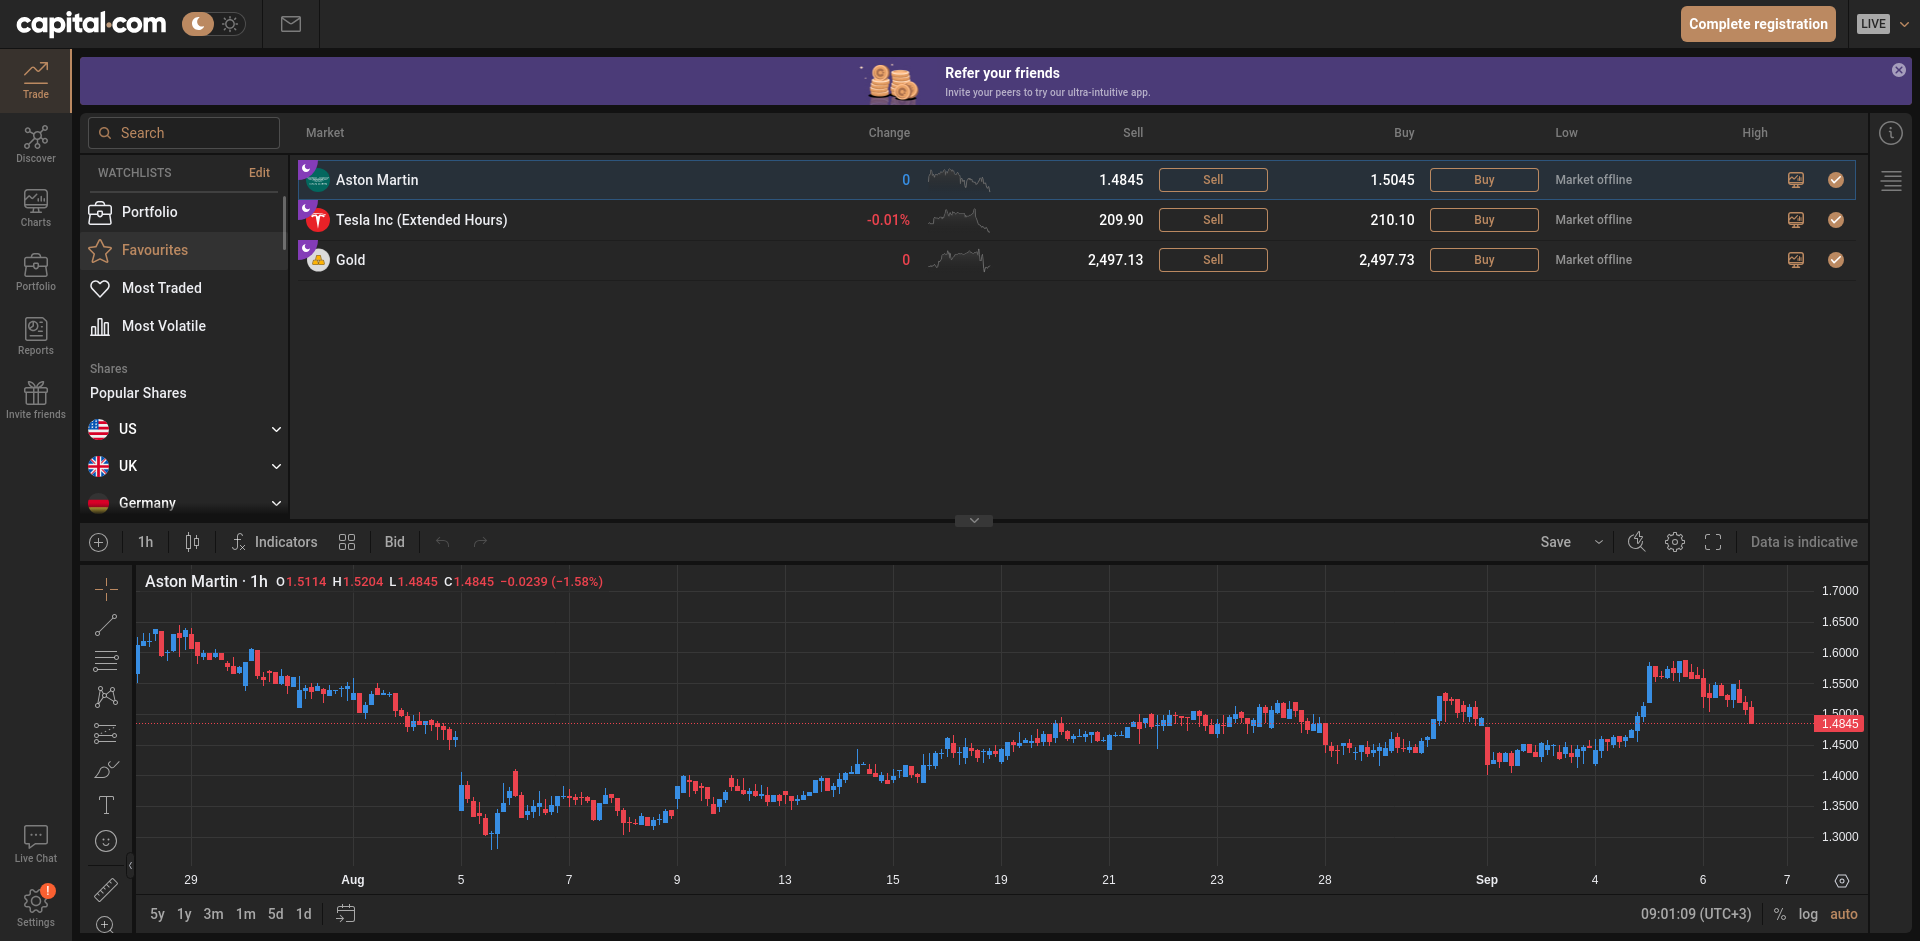 capital.com
Complete registration
LIVE
Trade
Discover
Charts
Portfolio
Reports
Invite friends
Live Chat
!
Settings
Refer your friends
Invite your peers to try our ultra-intuitive app.
Search
Market Change Sell Buy Low High
WATCHLISTS Edit
Portfolio
Favourites
Most Traded
Most Volatile
Shares
Popular Shares
US
UK
Germany
Aston Martin 0 1.4845 Sell 1.5045 Buy Market offline
Tesla Inc (Extended Hours) -0.01% 209.90 Sell 210.10 Buy Market offline
Gold 0 2,497.13 Sell 2,497.73 Buy Market offline
1h Indicators Bid Save Data is indicative
Aston Martin · 1h O1.5114 H1.5204 L1.4845 C1.4845 −0.0239 (−1.58%)
1.7000
1.6500
1.6000
1.5500
1.5000
1.4845
1.4500
1.4000
1.3500
1.3000
29 Aug 5 7 9 13 15 19 21 23 28 Sep 4 6 7
5y 1y 3m 1m 5d 1d 09:01:09 (UTC+3) % log auto